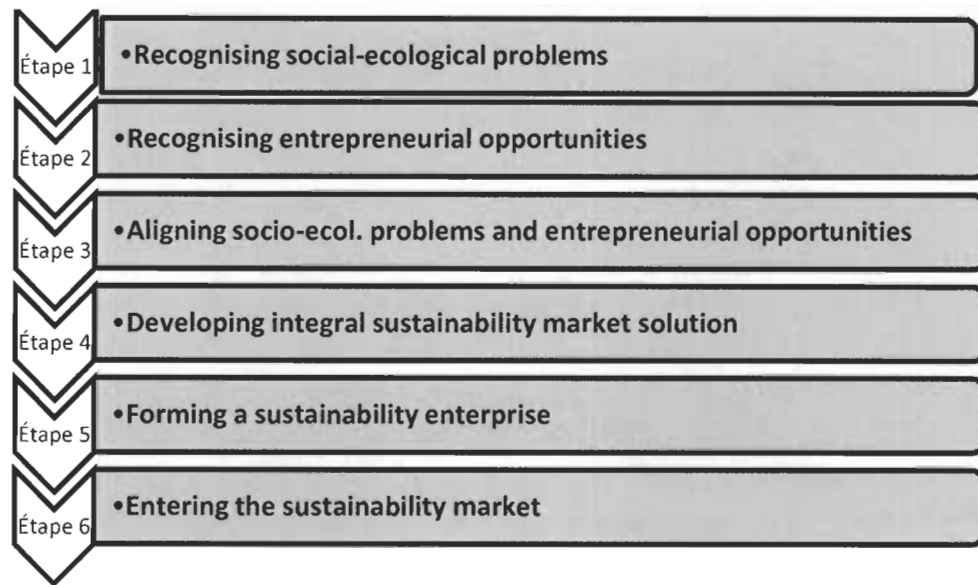 Étape 1
•Recognising social-ecological problems
Étape 2
•Recognising entrepreneurial opportunities
Étape 3
•Aligning socio-ecol. problems and entrepreneurial opportunities
Étape 4
•Developing integral sustainability market solution
Étape 5
•Forming a sustainability enterprise
Étape 6
•Entering the sustainability market